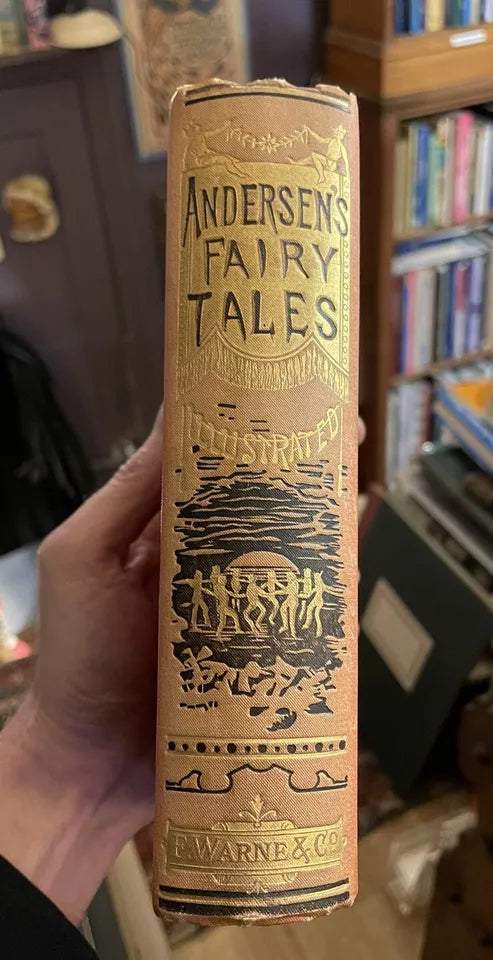 ANDERSEN'S
FAIRY
TALES
ILLUSTRATED
F. WARNE & Co.